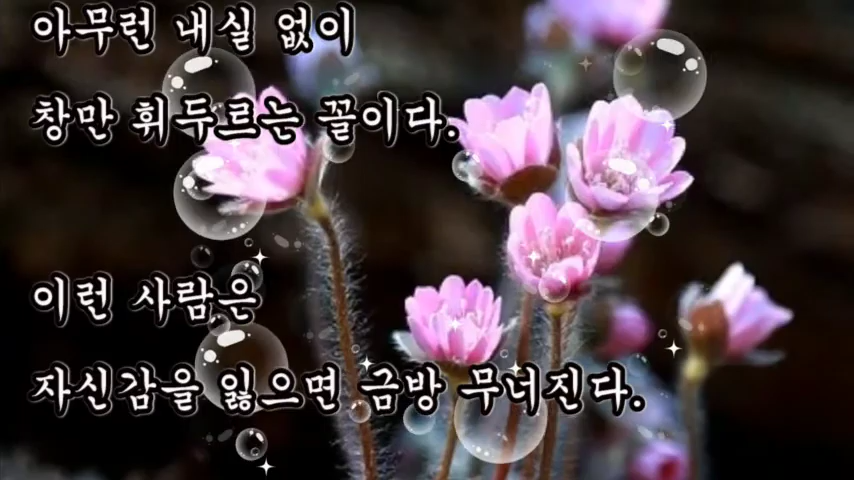 아무런 내실 없이
창만 휘두르는 꼴이다.
이런 사람은
자신감을 잃으면 금방 무너진다.